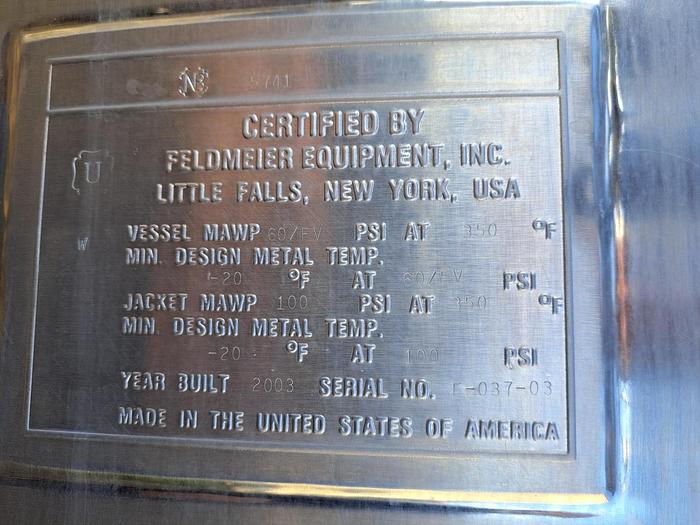 NB 5741
CERTIFIED BY
FELDMEIER EQUIPMENT, INC.
U
LITTLE FALLS, NEW YORK, USA
W
VESSEL MAWP 60/FV PSI AT 350 °F
MIN. DESIGN METAL TEMP.
-20 °F AT 60/FV PSI
JACKET MAWP 100 PSI AT 350 °F
MIN. DESIGN METAL TEMP.
-20 °F AT 100 PSI
YEAR BUILT 2003 SERIAL NO. E-037-03
MADE IN THE UNITED STATES OF AMERICA